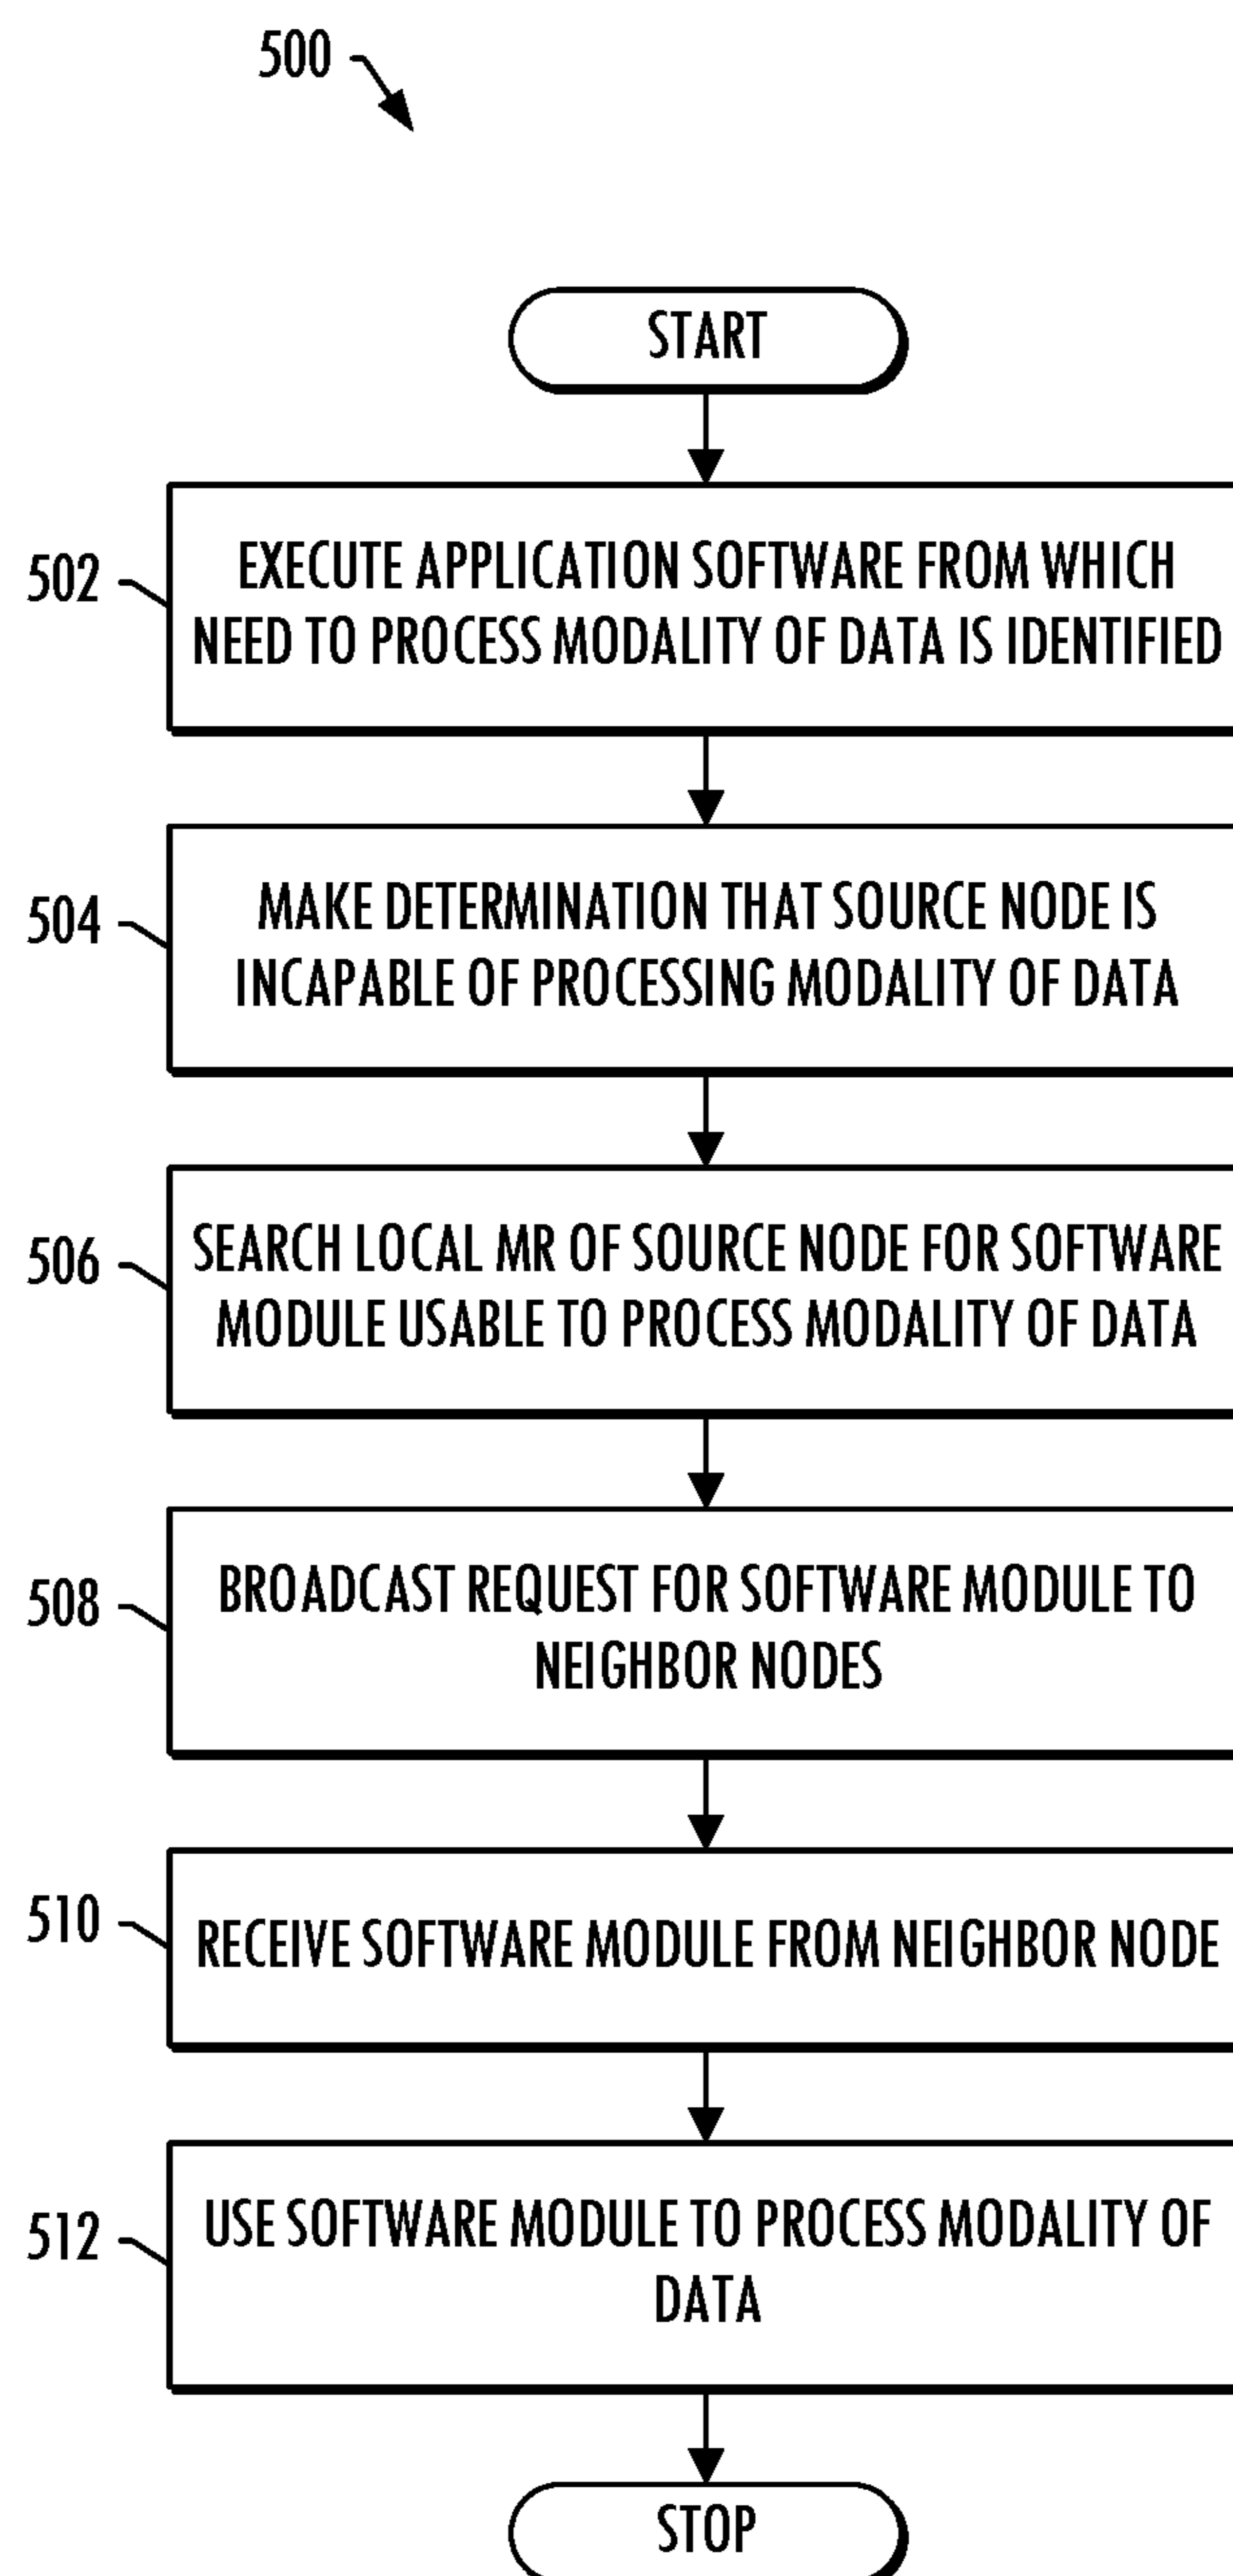 500
START
502
EXECUTE APPLICATION SOFTWARE FROM WHICH
NEED TO PROCESS MODALITY OF DATA IS IDENTIFIED
504
MAKE DETERMINATION THAT SOURCE NODE IS
INCAPABLE OF PROCESSING MODALITY OF DATA
506
SEARCH LOCAL MR OF SOURCE NODE FOR SOFTWARE
MODULE USABLE TO PROCESS MODALITY OF DATA
508
BROADCAST REQUEST FOR SOFTWARE MODULE TO
NEIGHBOR NODES
510
RECEIVE SOFTWARE MODULE FROM NEIGHBOR NODE
512
USE SOFTWARE MODULE TO PROCESS MODALITY OF
DATA
STOP